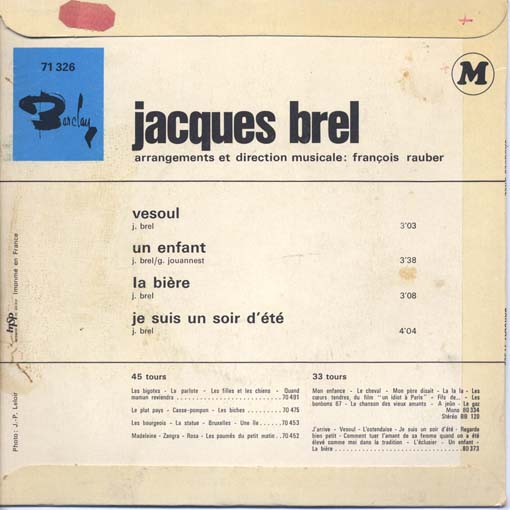 71 326
Barclay
M
jacques brel
arrangements et direction musicale: françois rauber
vesoul
j. brel
3'03
un enfant
j. brel/g. jouannest
3'38
la bière
j. brel
3'08
je suis un soir d'été
j. brel
4'04
45 tours
Les bigotes - La parlote - Les filles et les chiens - Quand
maman reviendra 70 491
Le plat pays - Casse-pompon - Les biches 70 475
Les bourgeois - La statue - Bruxelles - Une île 70 453
Madeleine - Zangra - Rosa - Les paumés du petit matin 70 452
33 tours
Mon enfance - Le cheval - Mon père disait - La la la - Les
cœurs tendres, du film "un idiot à Paris" - Fils de... - Les
bonbons 67 - La chanson des vieux amants - A jeûn - Le gaz
Mono 80 334
Stéréo BB 120
J'arrive - Vesoul - L'ostendaise - Je suis un soir d'été - Regarde
bien petit - Comment tuer l'amant de sa femme quand on a été
élevé comme moi dans la tradition - L'éclusier - Un enfant -
La bière 80 373
Imprimé en France
Photo: J.-P. Leloir